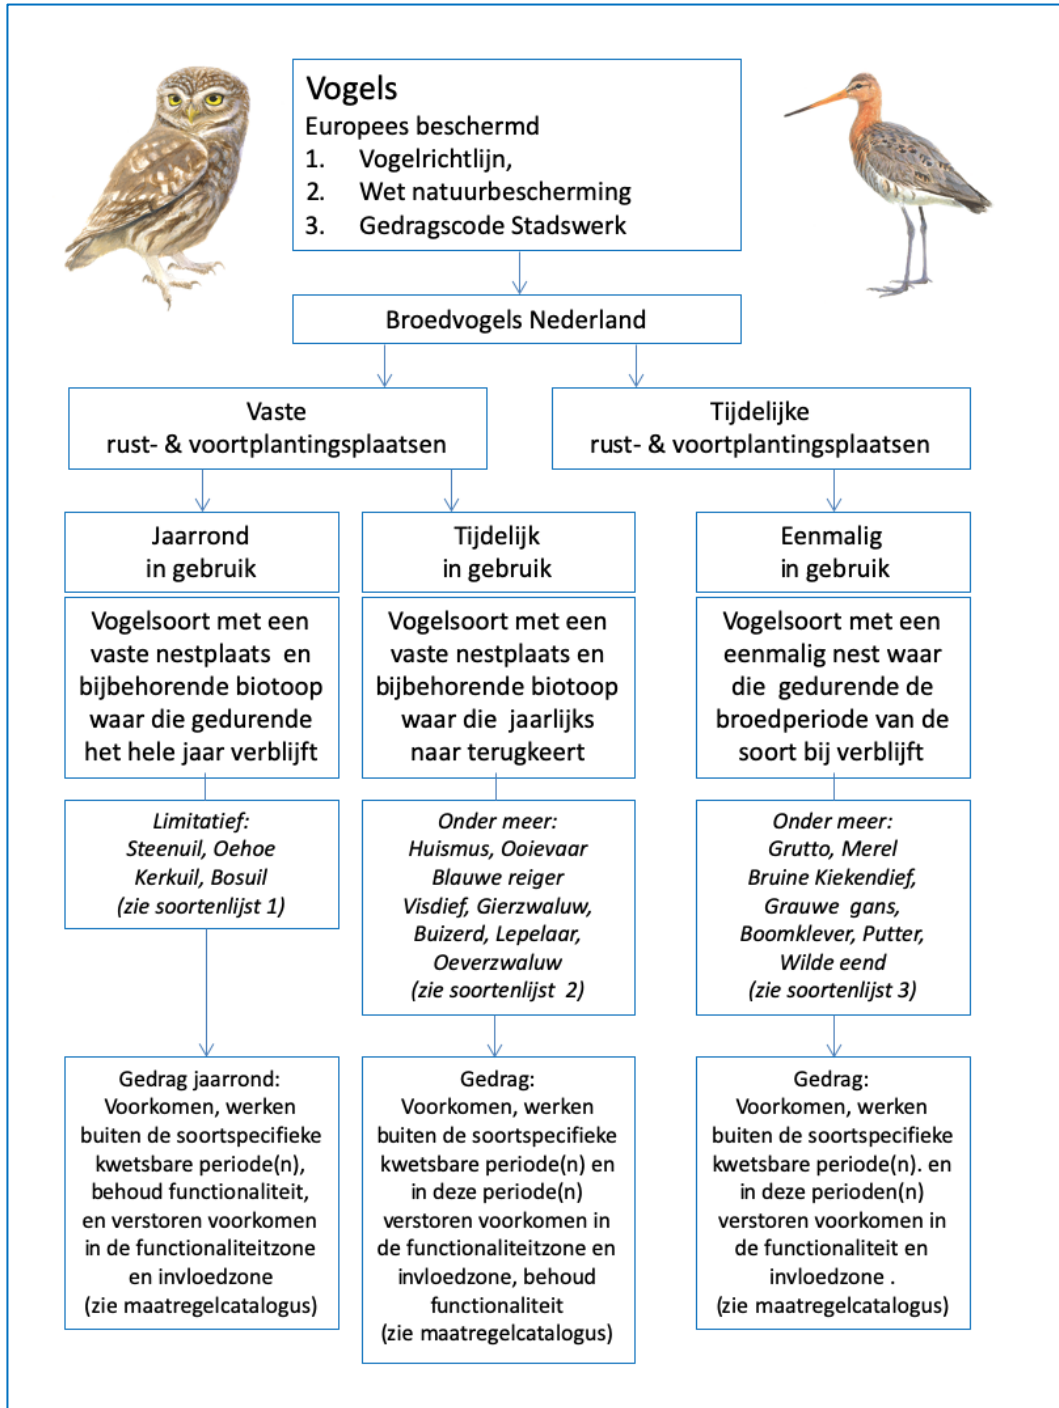 Vogels
Europees beschermd
1. Vogelrichtlijn,
2. Wet natuurbescherming
3. Gedragscode Stadswerk
Broedvogels Nederland
Vaste
rust- & voortplantingsplaatsen
Tijdelijke
rust- & voortplantingsplaatsen
Jaarrond
in gebruik
Vogelsoort met een
vaste nestplaats en
bijbehorende biotoop
waar die gedurende
het hele jaar verblijft
Limitatief:
Steenuil, Oehoe
Kerkuil, Bosuil
(zie soortenlijst 1)
Gedrag jaarrond:
Voorkomen, werken
buiten de soortspecifieke
kwetsbare periode(n),
behoud functionaliteit,
en verstoren voorkomen
in de functionaliteitzone
en invloedzone
(zie maatregelcatalogus)
Tijdelijk
in gebruik
Vogelsoort met een
vaste nestplaats en
bijbehorende biotoop
waar die jaarlijks
naar terugkeert
Onder meer:
Huismus, Ooievaar
Blauwe reiger
Visdief, Gierzwaluw,
Buizerd, Lepelaar,
Oeverzwaluw
(zie soortenlijst 2)
Gedrag:
Voorkomen, werken
buiten de soortspecifieke
kwetsbare periode(n) en
in deze periode(n)
verstoren voorkomen in
de functionaliteitzone en
invloedzone, behoud
functionaliteit
(zie maatregelcatalogus)
Eenmalig
in gebruik
Vogelsoort met een
eenmalig nest waar
die gedurende de
broedperiode van de
soort bij verblijft
Onder meer:
Grutto, Merel
Bruine Kiekendief,
Grauwe gans,
Boomklever, Putter,
Wilde eend
(zie soortenlijst 3)
Gedrag:
Voorkomen, werken
buiten de soortspecifieke
kwetsbare periode(n). en
in deze perioden(n)
verstoren voorkomen in
de functionaliteit en
invloedzone .
(zie maatregelcatalogus)